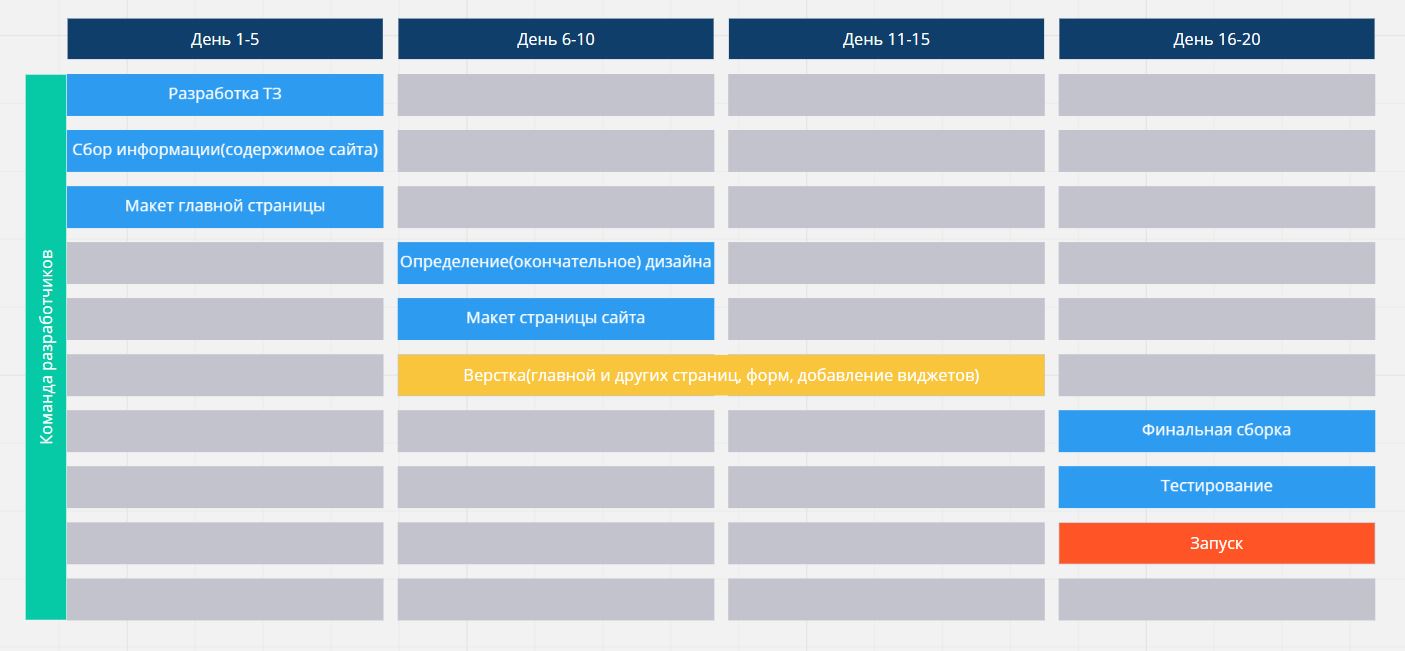 День 1-5
День 6-10
День 11-15
День 16-20
Команда разработчиков
Разработка ТЗ
Сбор информации(содержимое сайта)
Макет главной страницы
Определение(окончательное) дизайна
Макет страницы сайта
Верстка(главной и других страниц, форм, добавление виджетов)
Финальная сборка
Тестирование
Запуск